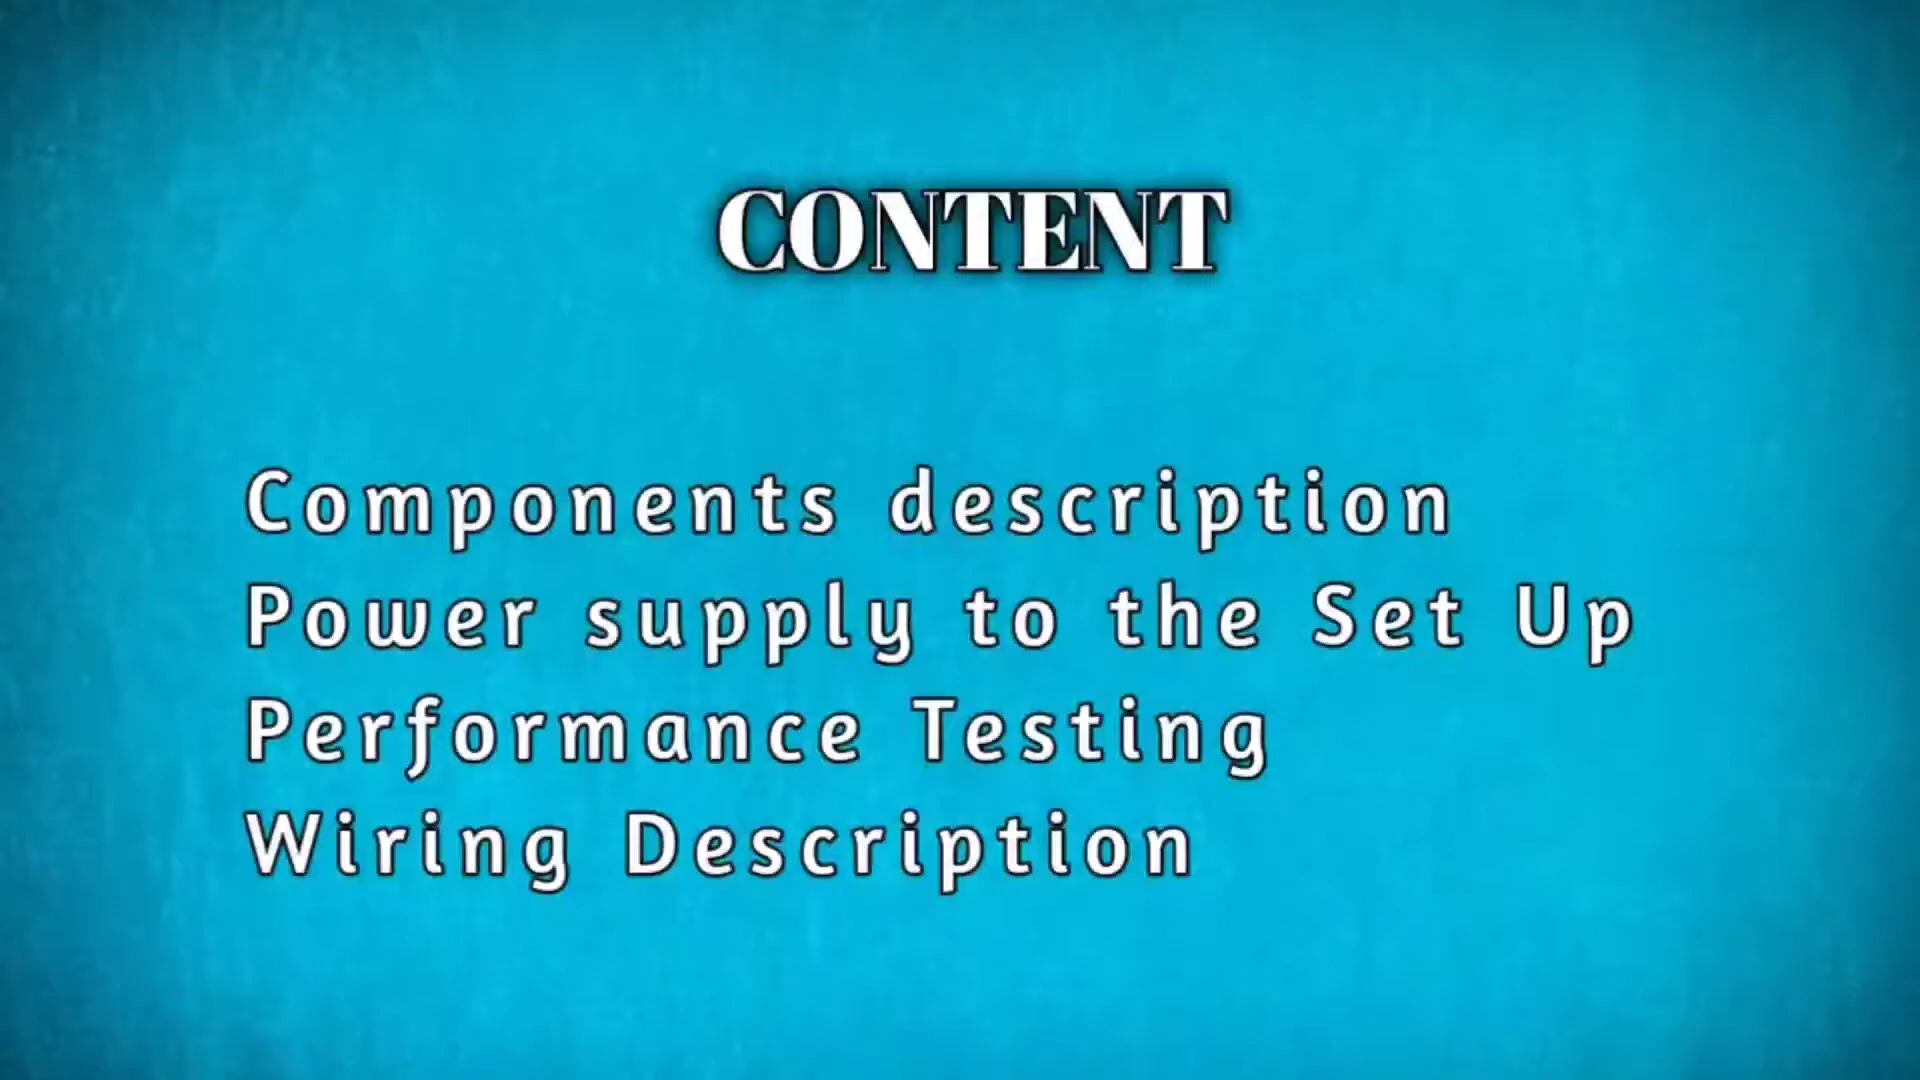 CONTENT
Components description
Power supply to the Set Up
Performance Testing
Wiring Description